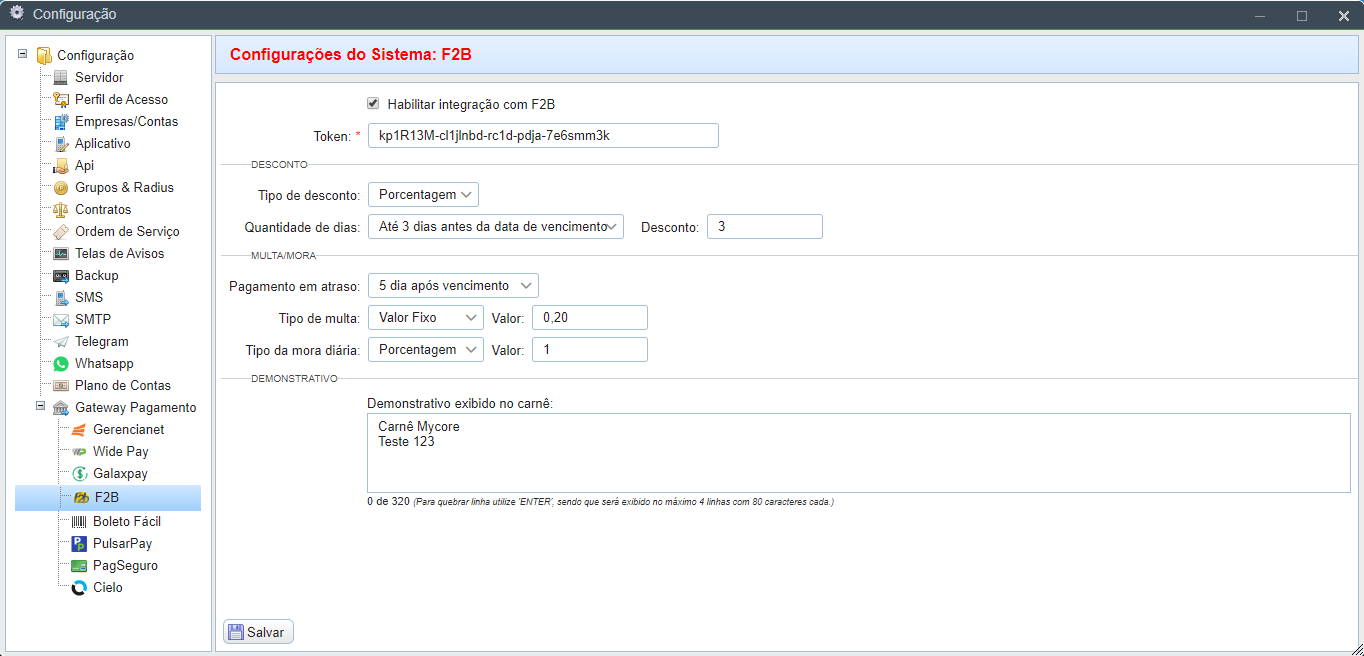 Configuração
Configuração
Servidor
Perfil de Acesso
Empresas/Contas
Aplicativo
Api
Grupos & Radius
Contratos
Ordem de Serviço
Telas de Avisos
Backup
SMS
SMTP
Telegram
Whatsapp
Plano de Contas
Gateway Pagamento
Gerencianet
Wide Pay
Galaxpay
F2B
Boleto Fácil
PulsarPay
PagSeguro
Cielo
Configurações do Sistema: F2B
Habilitar integração com F2B
Token: * kp1R13M-cl1jlnbd-rc1d-pdja-7e6smm3k
DESCONTO
Tipo de desconto: Porcentagem
Quantidade de dias: Até 3 dias antes da data de vencimento Desconto: 3
MULTA/MORA
Pagamento em atraso: 5 dia após vencimento
Tipo de multa: Valor Fixo Valor: 0,20
Tipo da mora diária: Porcentagem Valor: 1
DEMONSTRATIVO
Demonstrativo exibido no carnê:
Carnê Mycore
Teste 123
0 de 320 (Para quebrar linha utilize 'ENTER', sendo que será exibido no máximo 4 linhas com 80 caracteres cada.)
Salvar